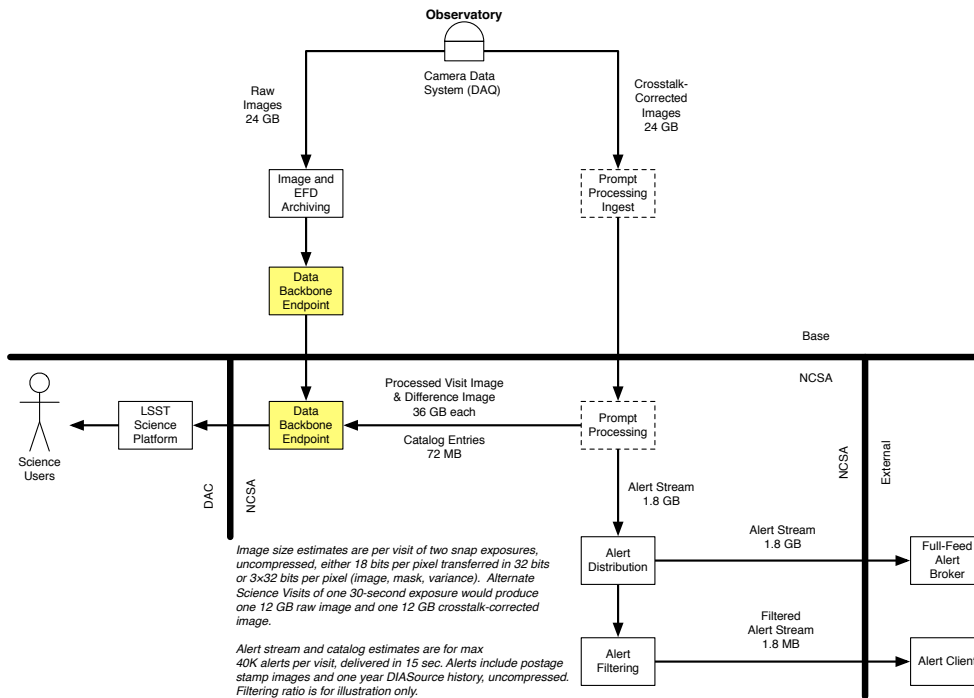 Observatory
Camera Data
System (DAQ)
Raw
Images
24 GB
Crosstalk-
Corrected
Images
24 GB
Image and
EFD
Archiving
Prompt
Processing
Ingest
Data
Backbone
Endpoint
Base
NCSA
Science
Users
LSST
Science
Platform
DAC
NCSA
Data
Backbone
Endpoint
Processed Visit Image
& Difference Image
36 GB each
Catalog Entries
72 MB
Prompt
Processing
NCSA
External
Alert Stream
1.8 GB
Alert
Distribution
Alert Stream
1.8 GB
Full-Feed
Alert
Broker
Alert
Filtering
Filtered
Alert Stream
1.8 MB
Alert Client
Image size estimates are per visit of two snap exposures,
uncompressed, either 18 bits per pixel transferred in 32 bits
or 3×32 bits per pixel (image, mask, variance). Alternate
Science Visits of one 30-second exposure would produce
one 12 GB raw image and one 12 GB crosstalk-corrected
image.
Alert stream and catalog estimates are for max
40K alerts per visit, delivered in 15 sec. Alerts include postage
stamp images and one year DIASource history, uncompressed.
Filtering ratio is for illustration only.